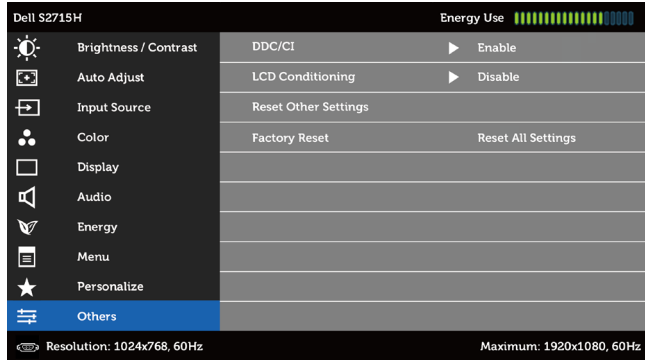 Dell S2715H Energy Use
Brightness / Contrast DDC/CI Enable
Auto Adjust LCD Conditioning Disable
Input Source Reset Other Settings
Color Factory Reset Reset All Settings
Display
Audio
Energy
Menu
Personalize
Others
Resolution: 1024x768, 60Hz Maximum: 1920x1080, 60Hz